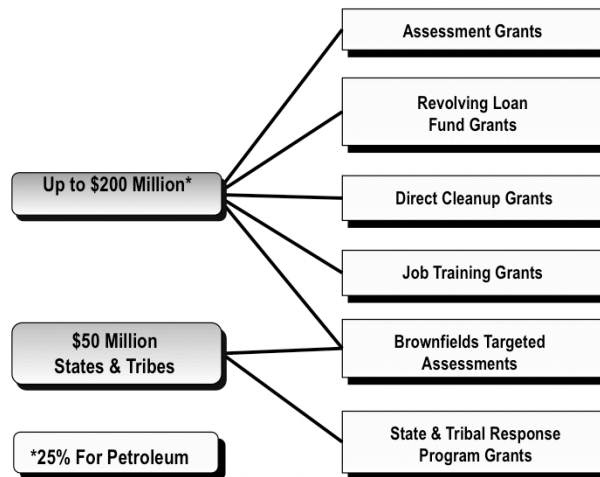 Assessment Grants
Revolving Loan
Fund Grants
Up to $200 Million*
Direct Cleanup Grants
Job Training Grants
$50 Million
States & Tribes
Brownfields Targeted
Assessments
State & Tribal Response
Program Grants
*25% For Petroleum